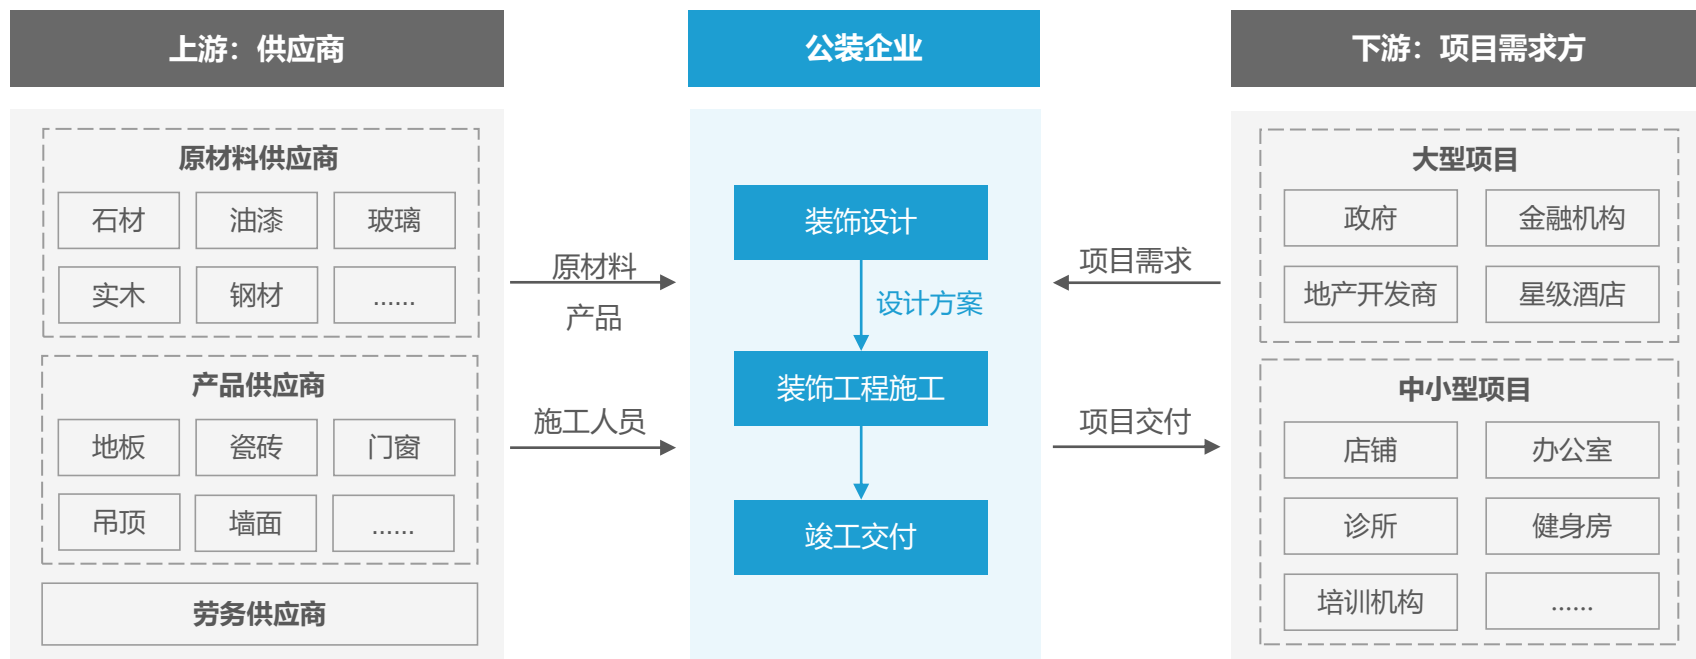 上游：供应商
原材料供应商
石材 油漆 玻璃
实木 钢材 ......
产品供应商
地板 瓷砖 门窗
吊顶 墙面 ......
劳务供应商
原材料
产品
施工人员
公装企业
装饰设计
设计方案
装饰工程施工
竣工交付
项目需求
项目交付
下游：项目需求方
大型项目
政府 金融机构
地产开发商 星级酒店
中小型项目
店铺 办公室
诊所 健身房
培训机构 ......